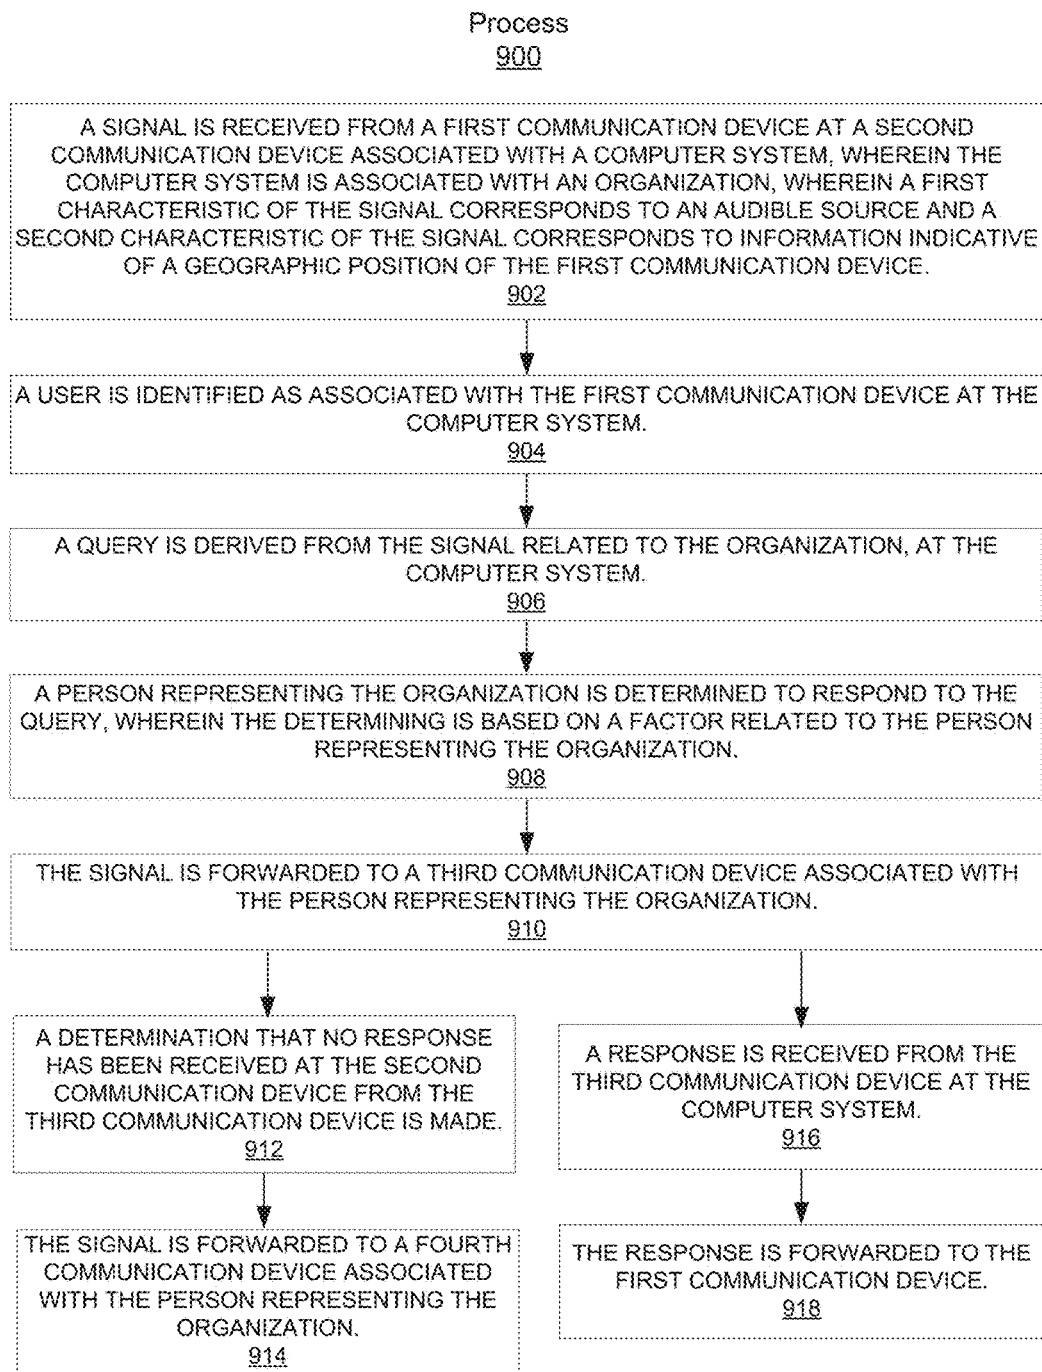 Process
900
A SIGNAL IS RECEIVED FROM A FIRST COMMUNICATION DEVICE AT A SECOND
COMMUNICATION DEVICE ASSOCIATED WITH A COMPUTER SYSTEM, WHEREIN THE
COMPUTER SYSTEM IS ASSOCIATED WITH AN ORGANIZATION, WHEREIN A FIRST
CHARACTERISTIC OF THE SIGNAL CORRESPONDS TO AN AUDIBLE SOURCE AND A
SECOND CHARACTERISTIC OF THE SIGNAL CORRESPONDS TO INFORMATION INDICATIVE
OF A GEOGRAPHIC POSITION OF THE FIRST COMMUNICATION DEVICE.
902
A USER IS IDENTIFIED AS ASSOCIATED WITH THE FIRST COMMUNICATION DEVICE AT THE
COMPUTER SYSTEM.
904
A QUERY IS DERIVED FROM THE SIGNAL RELATED TO THE ORGANIZATION, AT THE
COMPUTER SYSTEM.
906
A PERSON REPRESENTING THE ORGANIZATION IS DETERMINED TO RESPOND TO THE
QUERY, WHEREIN THE DETERMINING IS BASED ON A FACTOR RELATED TO THE PERSON
REPRESENTING THE ORGANIZATION.
908
THE SIGNAL IS FORWARDED TO A THIRD COMMUNICATION DEVICE ASSOCIATED WITH
THE PERSON REPRESENTING THE ORGANIZATION.
910
A DETERMINATION THAT NO RESPONSE
HAS BEEN RECEIVED AT THE SECOND
COMMUNICATION DEVICE FROM THE
THIRD COMMUNICATION DEVICE IS MADE.
912
THE SIGNAL IS FORWARDED TO A FOURTH
COMMUNICATION DEVICE ASSOCIATED
WITH THE PERSON REPRESENTING THE
ORGANIZATION.
914
A RESPONSE IS RECEIVED FROM THE
THIRD COMMUNICATION DEVICE AT THE
COMPUTER SYSTEM.
916
THE RESPONSE IS FORWARDED TO THE
FIRST COMMUNICATION DEVICE.
918